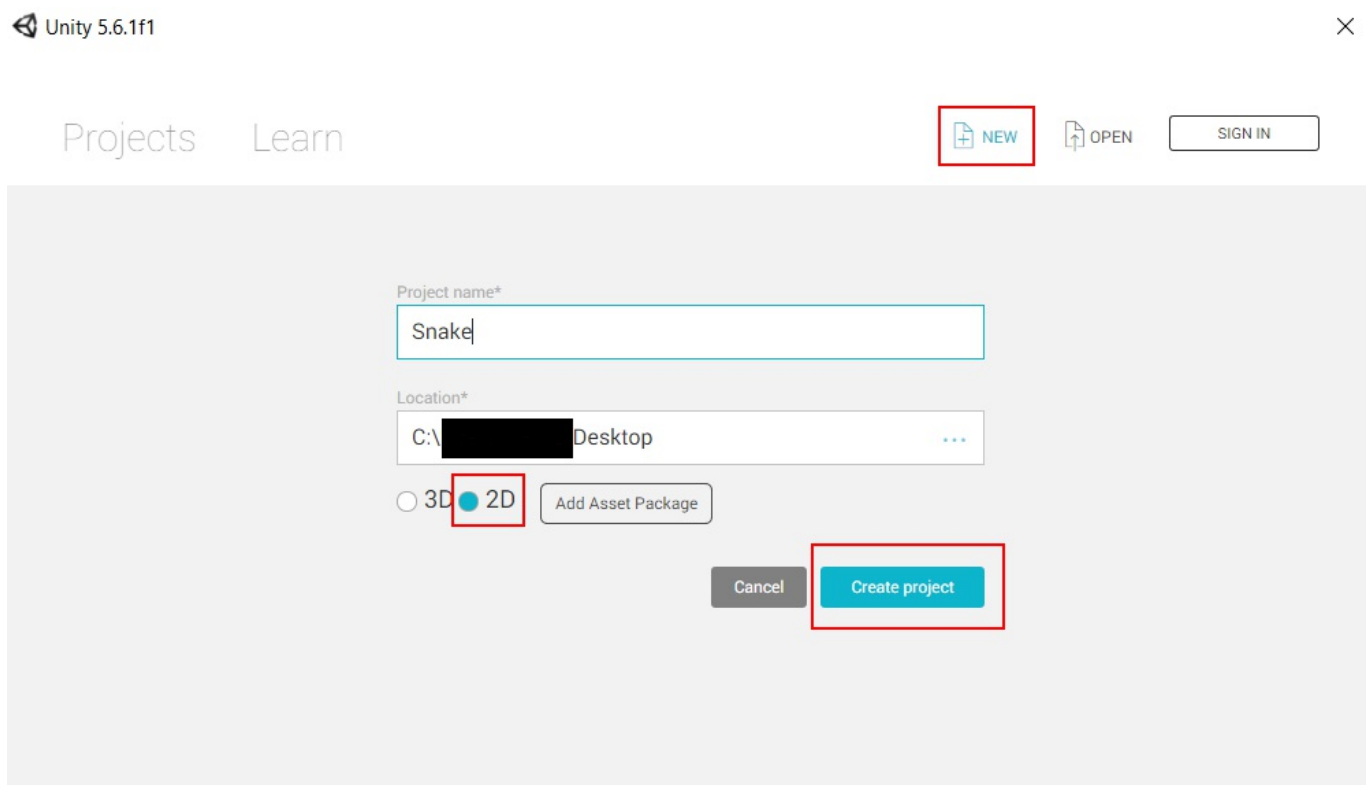 Unity 5.6.1f1
Projects Learn NEW OPEN SIGN IN
Project name*
Snake
Location*
C:\ Desktop ...
3D 2D Add Asset Package
Cancel Create project